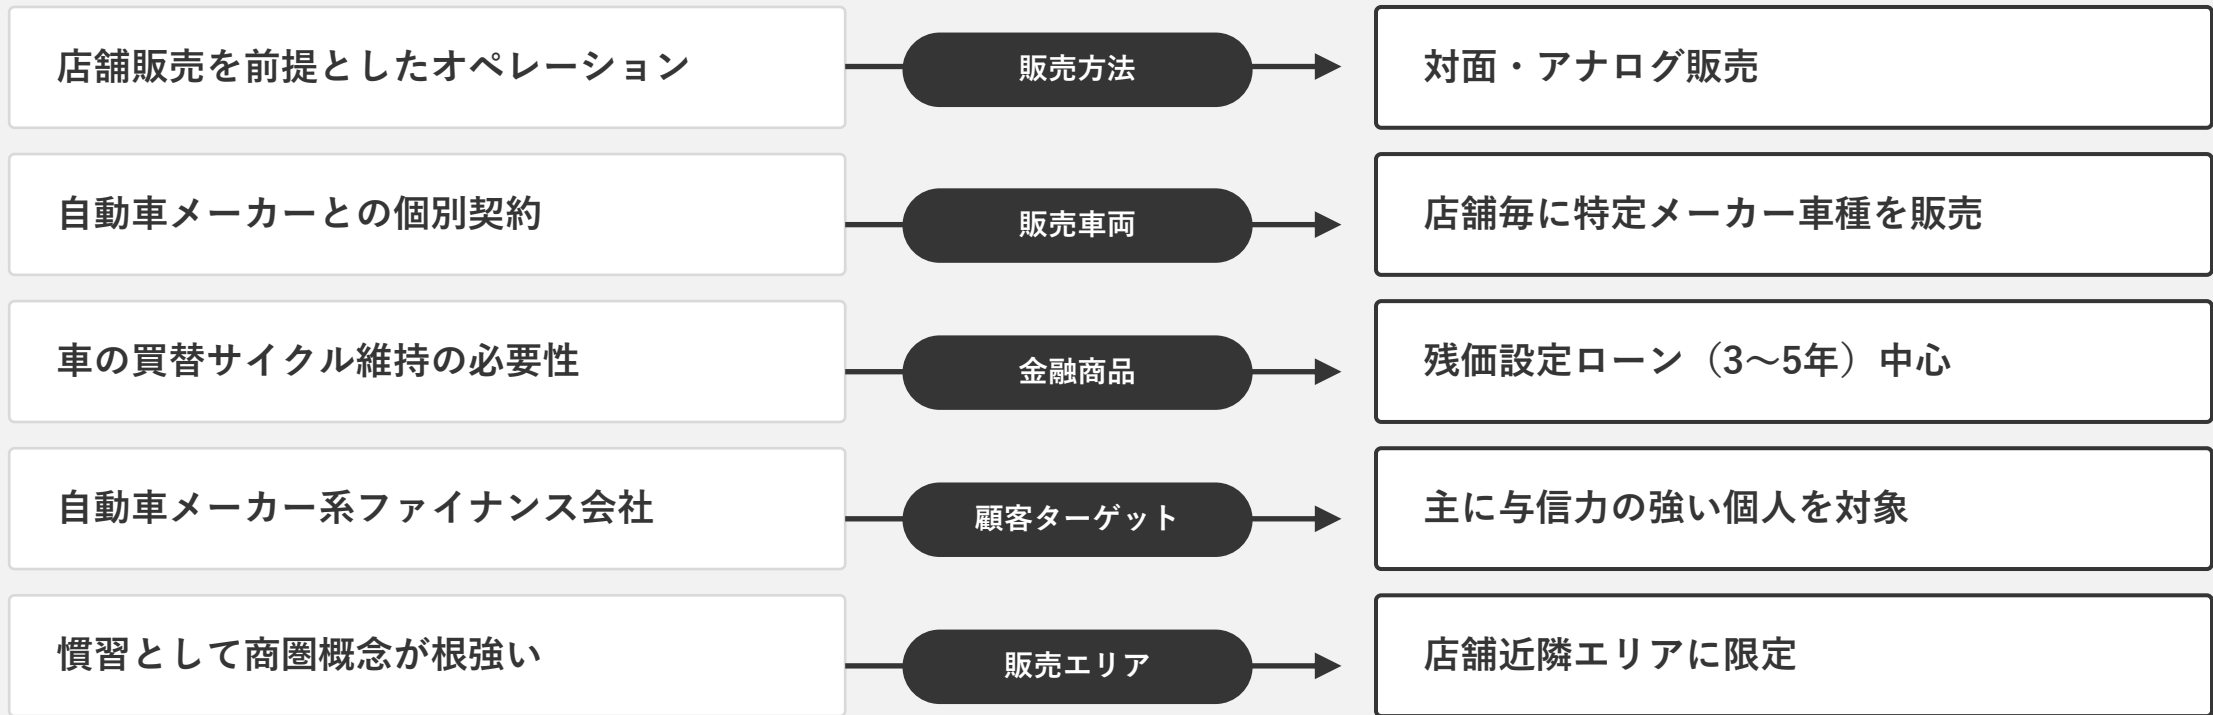 店舗販売を前提としたオペレーション
販売方法
対面・アナログ販売
自動車メーカーとの個別契約
販売車両
店舗毎に特定メーカー車種を販売
車の買替サイクル維持の必要性
金融商品
残価設定ローン（3〜5年）中心
自動車メーカー系ファイナンス会社
顧客ターゲット
主に与信力の強い個人を対象
慣習として商圏概念が根強い
販売エリア
店舗近隣エリアに限定